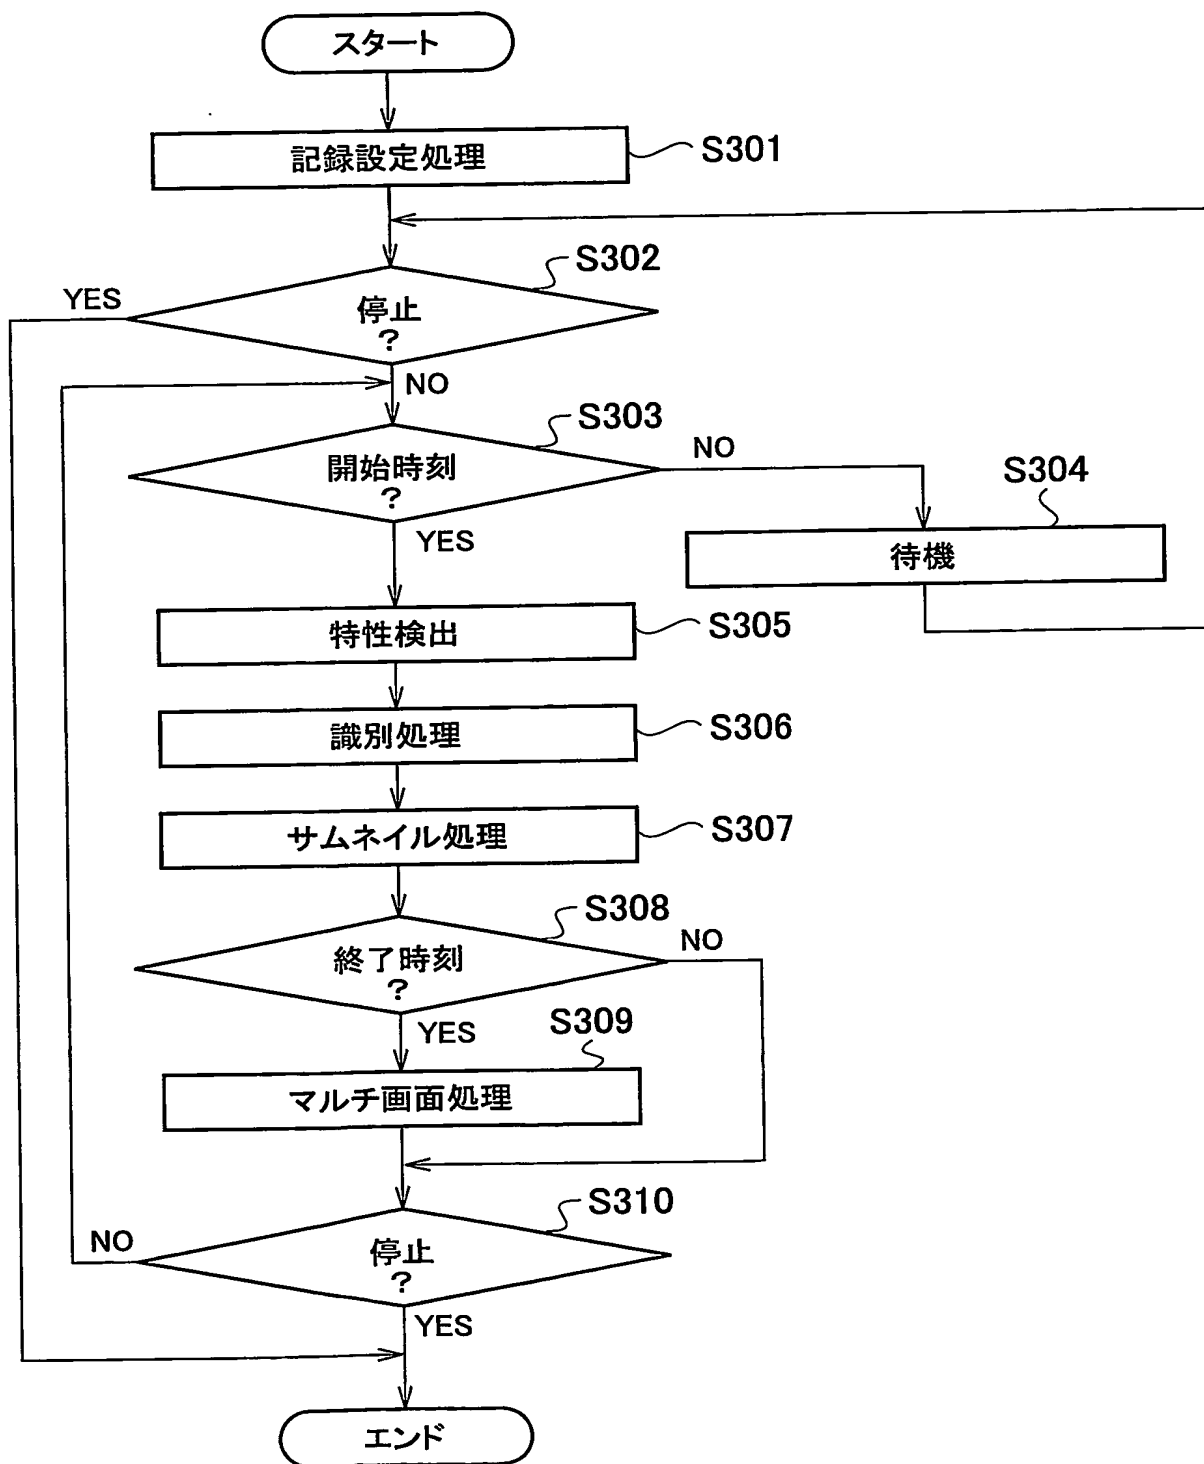 スタート
記録設定処理
S301
S302
YES
停止
?
NO
S303
開始時刻
?
NO
YES
S304
待機
特性検出
S305
識別処理
S306
サムネイル処理
S307
S308
終了時刻
?
NO
YES
S309
マルチ画面処理
S310
停止
?
NO
YES
エンド